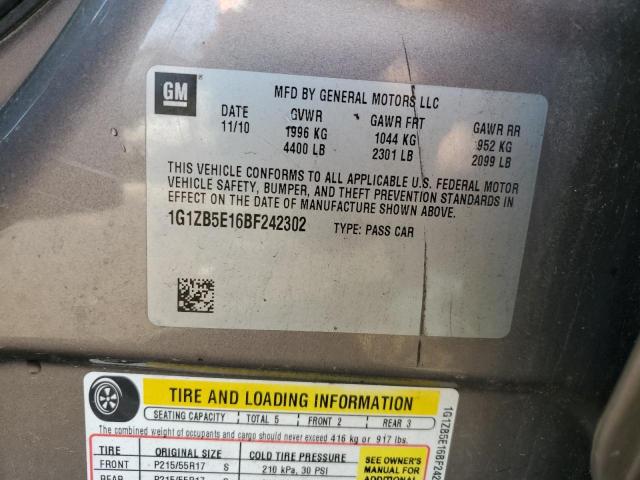 GM
MFD BY GENERAL MOTORS LLC
DATE GVWR GAWR FRT GAWR RR
11/10 1996 KG 1044 KG 952 KG
4400 LB 2301 LB 2099 LB
THIS VEHICLE CONFORMS TO ALL APPLICABLE U.S. FEDERAL MOTOR
VEHICLE SAFETY, BUMPER, AND THEFT PREVENTION STANDARDS
IN EFFECT ON THE DATE OF MANUFACTURE SHOWN ABOVE.
1G1ZB5E16BF242302 TYPE: PASS CAR
TIRE AND LOADING INFORMATION
SEATING CAPACITY TOTAL 5 FRONT 2 REAR 3
The combined weight of occupants and cargo should never exceed 416 kg or 917 lbs.
TIRE ORIGINAL SIZE COLD TIRE PRESSURE
FRONT P215/55R17 S 210 kPa, 30 PSI
REAR P215/55R17 S
SEE OWNER'S
MANUAL FOR
ADDITIONAL
1G1ZB5E16BF242